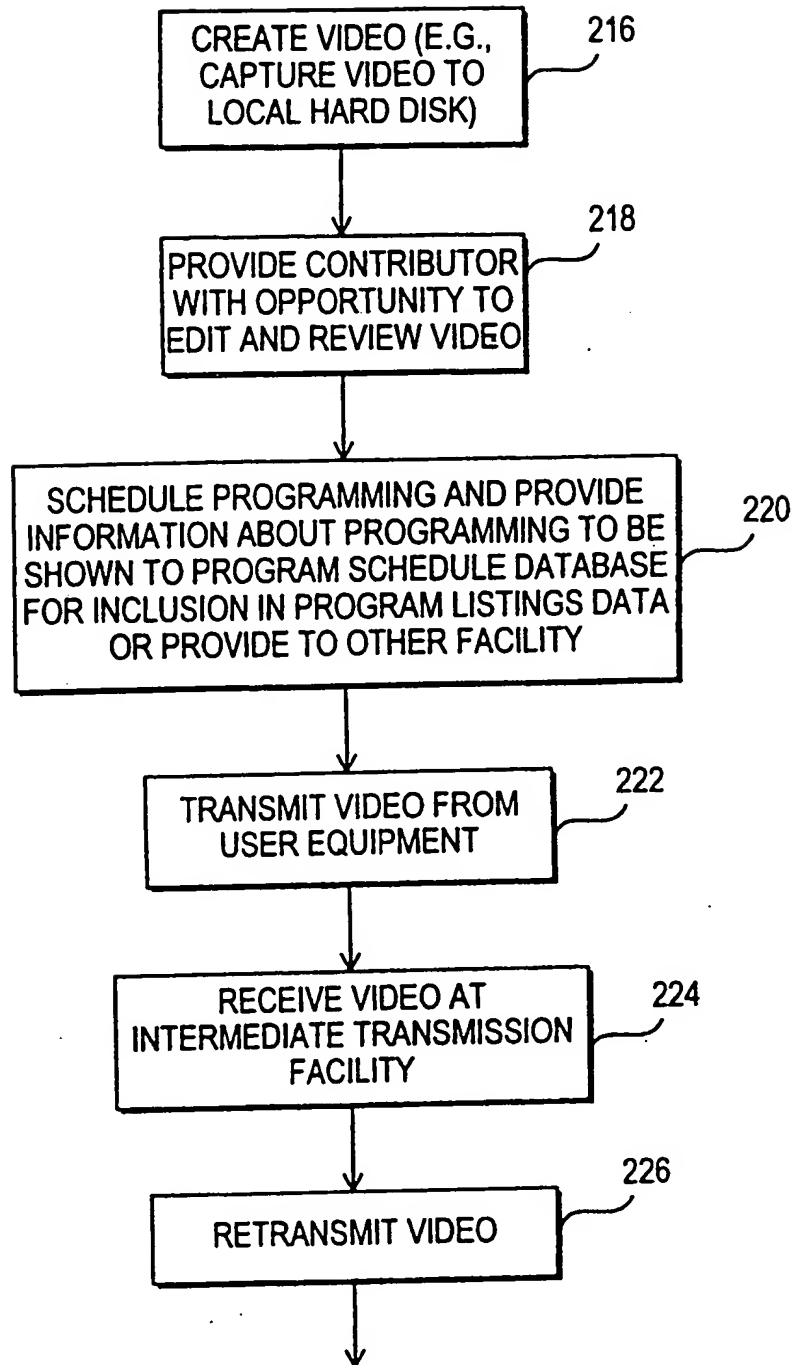 CREATE VIDEO (E.G.,
CAPTURE VIDEO TO
LOCAL HARD DISK)
216
PROVIDE CONTRIBUTOR
WITH OPPORTUNITY TO
EDIT AND REVIEW VIDEO
218
SCHEDULE PROGRAMMING AND PROVIDE
INFORMATION ABOUT PROGRAMMING TO BE
SHOWN TO PROGRAM SCHEDULE DATABASE
FOR INCLUSION IN PROGRAM LISTINGS DATA
OR PROVIDE TO OTHER FACILITY
220
TRANSMIT VIDEO FROM
USER EQUIPMENT
222
RECEIVE VIDEO AT
INTERMEDIATE TRANSMISSION
FACILITY
224
RETRANSMIT VIDEO
226